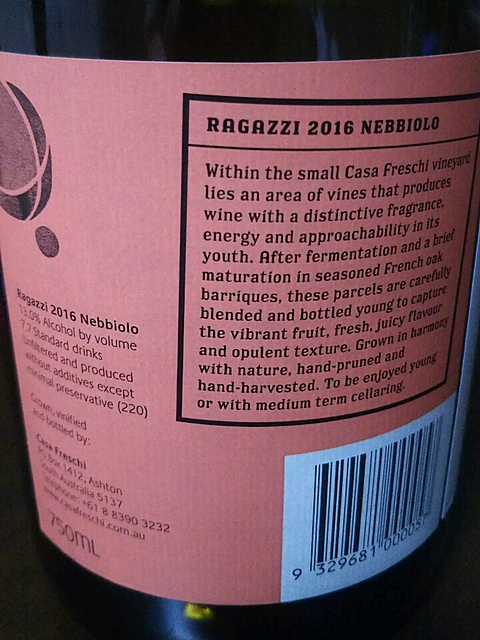 RAGAZZI 2016 NEBBIOLO
Within the small Casa Freschi vineyard
lies an area of vines that produces
wine with a distinctive fragrance,
energy and approachability in its
youth. After fermentation and a brief
maturation in seasoned French oak
barriques, these parcels are carefully
blended and bottled young to capture
the vibrant fruit, fresh, juicy flavour
and opulent texture. Grown in harmony
with nature, hand-pruned and
hand-harvested. To be enjoyed young
or with medium term cellaring.
Ragazzi 2016 Nebbiolo
13.0% Alcohol by volume
7.7 Standard drinks
Unfiltered and produced
without additives except
minimal preservative (220)
Grown, vinified
and bottled by:
Casa Freschi
PO Box 1412, Ashton
South Australia 5137
Telephone: +61 8 8390 3232
www.casafreschi.com.au
750mL
9 329681 00005